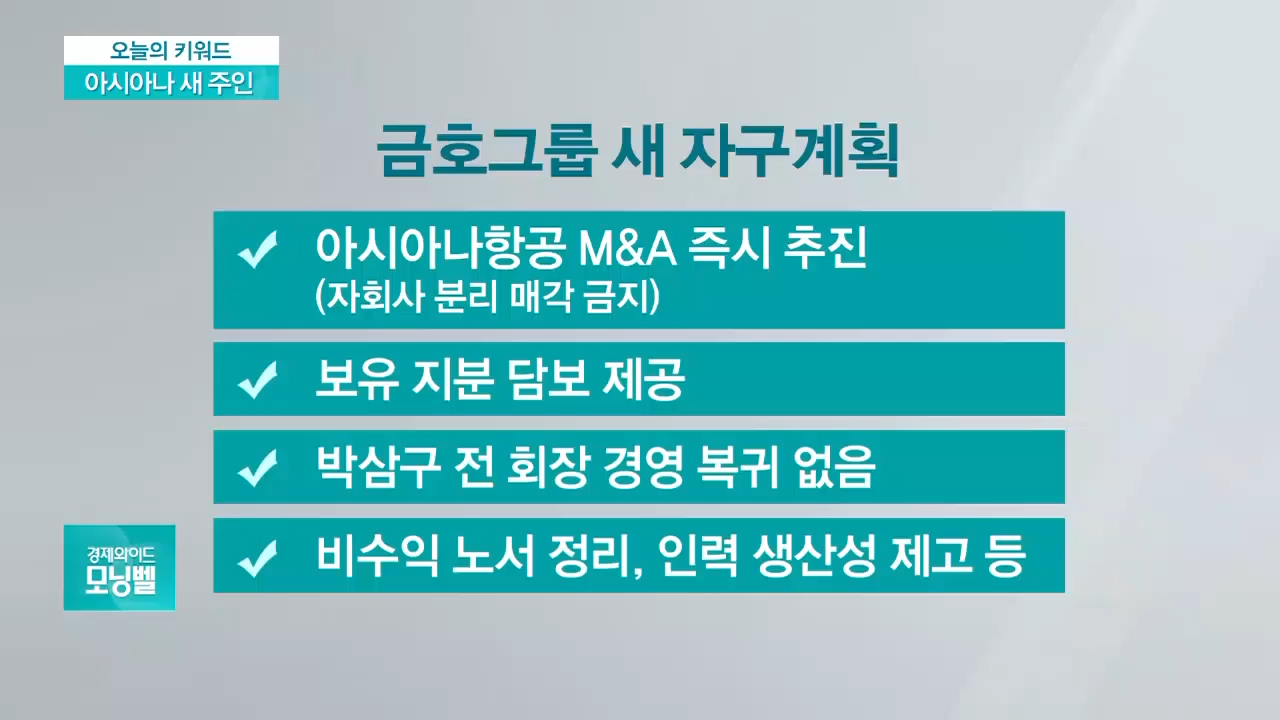 오늘의 키워드
아시아나 새 주인
금호그룹 새 자구계획
아시아나항공 M&A 즉시 추진
(자회사 분리 매각 금지)
보유 지분 담보 제공
박삼구 전 회장 경영 복귀 없음
비수익 노서 정리, 인력 생산성 제고 등
경제와이드
모닝벨